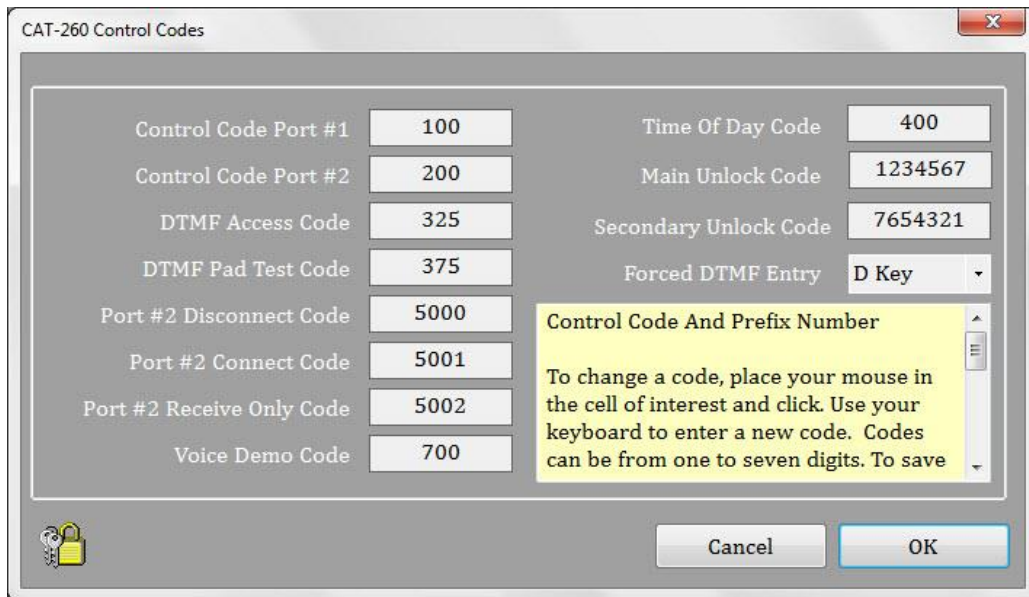 CAT-260 Control Codes
Control Code Port #1 100
Control Code Port #2 200
DTMF Access Code 325
DTMF Pad Test Code 375
Port #2 Disconnect Code 5000
Port #2 Connect Code 5001
Port #2 Receive Only Code 5002
Voice Demo Code 700
Time Of Day Code 400
Main Unlock Code 1234567
Secondary Unlock Code 7654321
Forced DTMF Entry D Key
Control Code And Prefix Number
To change a code, place your mouse in
the cell of interest and click. Use your
keyboard to enter a new code.  Codes
can be from one to seven digits. To save
Cancel OK